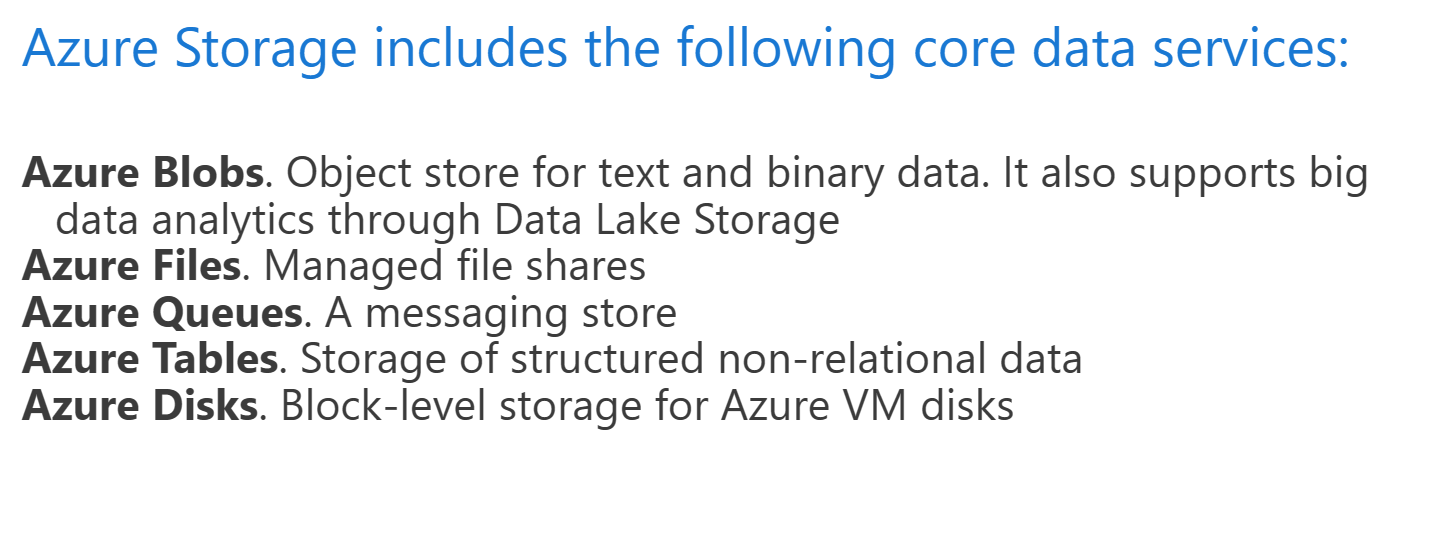 Azure Storage includes the following core data services:
Azure Blobs. Object store for text and binary data. It also supports big
data analytics through Data Lake Storage
Azure Files. Managed file shares
Azure Queues. A messaging store
Azure Tables. Storage of structured non-relational data
Azure Disks. Block-level storage for Azure VM disks